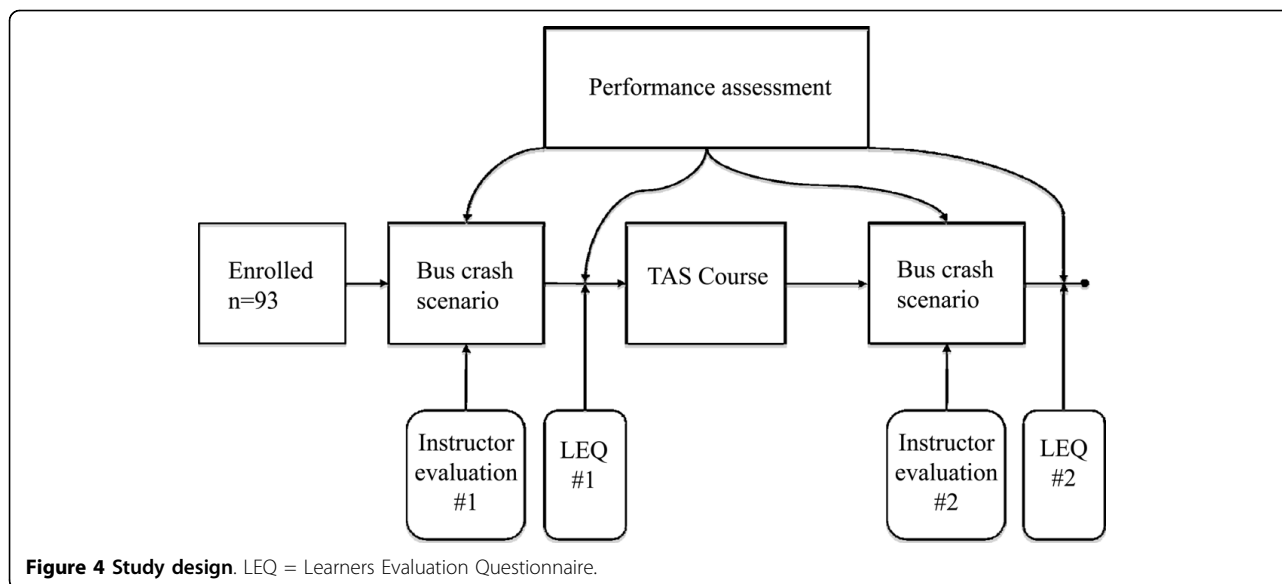 Performance assessment
Enrolled
n=93
Bus crash
scenario
TAS Course
Bus crash
scenario
Instructor
evaluation
#1
LEQ
#1
Instructor
evaluation
#2
LEQ
#2
Figure 4 Study design. LEQ = Learners Evaluation Questionnaire.